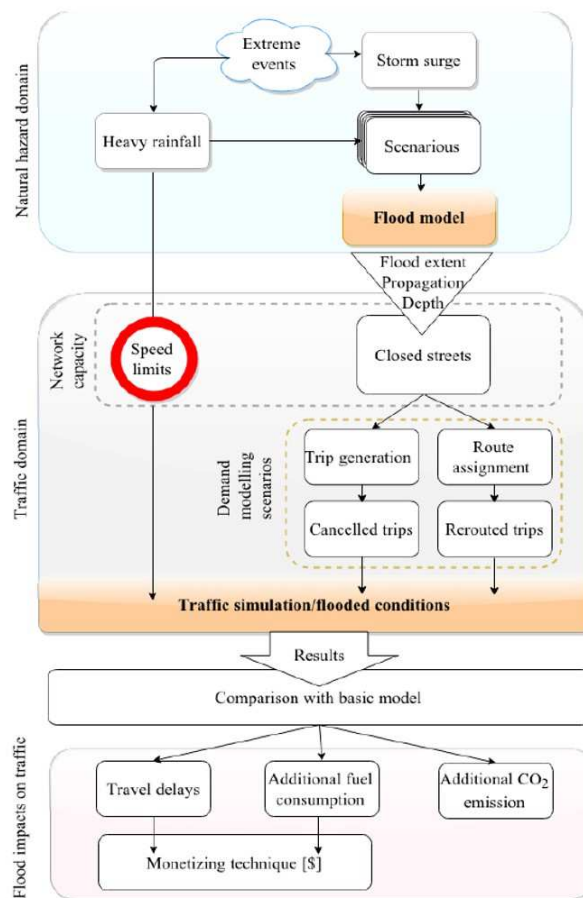 Natural hazard domain
Extreme
events
Storm surge
Heavy rainfall
Scenarious
Flood model
Flood extent
Propagation
Depth
Traffic domain
Network
capacity
Speed
limits
Closed streets
Demand
modelling
scenarios
Trip generation
Route
assignment
Cancelled trips
Rerouted trips
Traffic simulation/flooded conditions
Results
Comparison with basic model
Flood impacts on traffic
Travel delays
Additional fuel
consumption
Additional CO2
emission
Monetizing technique [$]